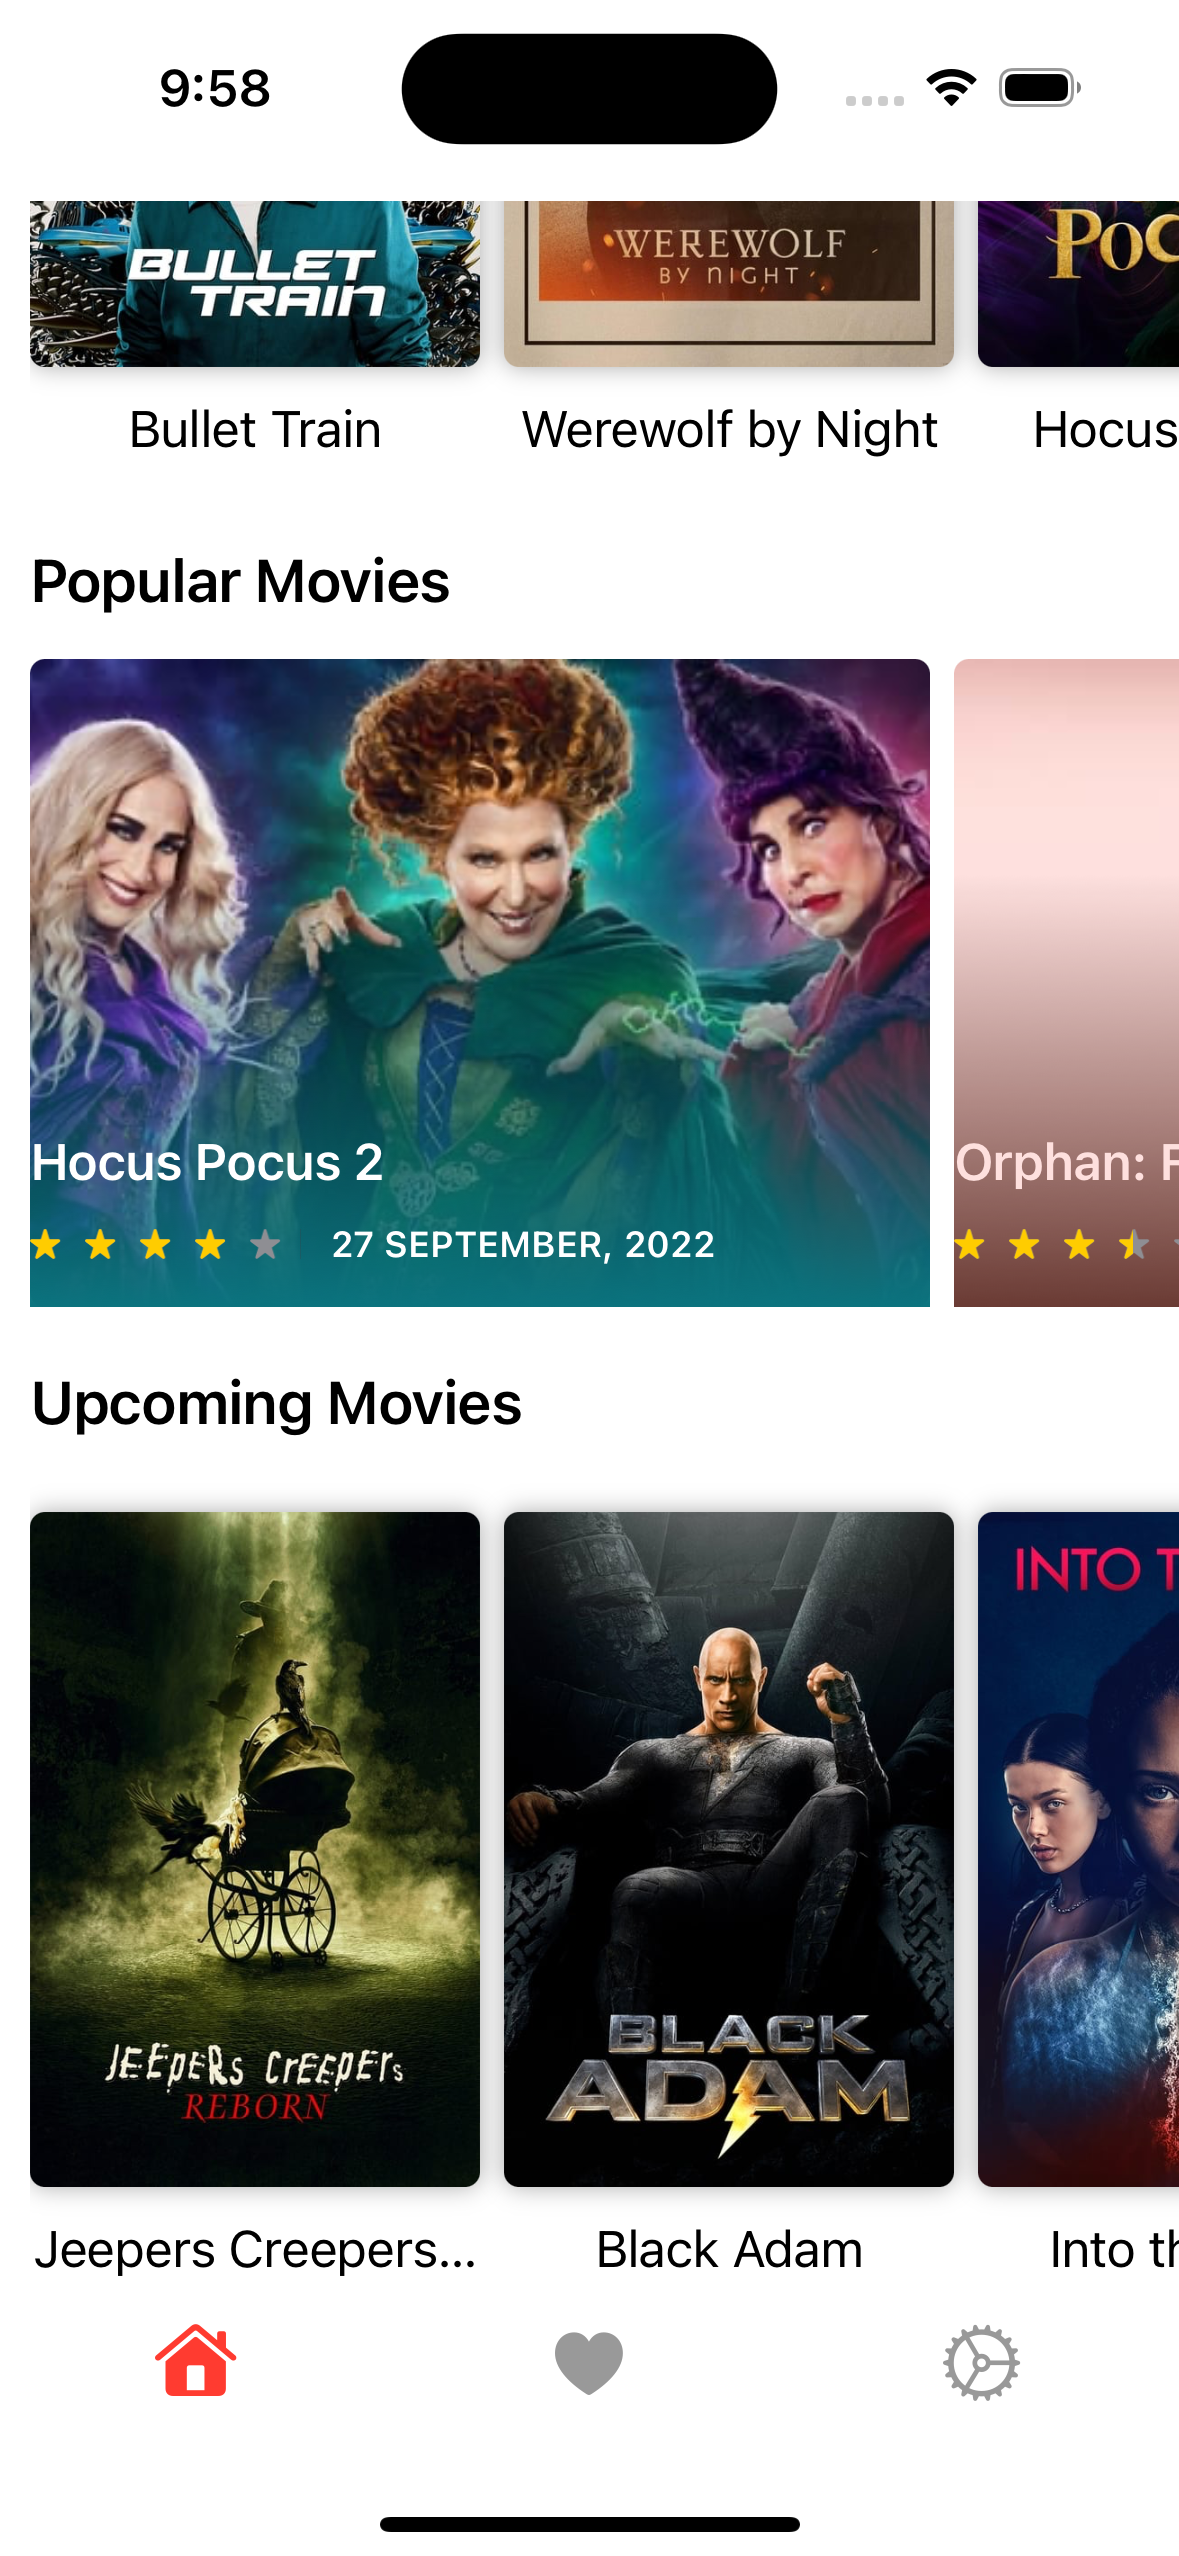 9:58
BULLET
TRAIN
WEREWOLF
BY NIGHT
POC
Bullet Train
Werewolf by Night
Hocus
Popular Movies
Hocus Pocus 2
27 SEPTEMBER, 2022
Orphan: F
Upcoming Movies
JEEPERS CREEPERS
REBORN
BLACK
ADAM
INTO T
Jeepers Creepers...
Black Adam
Into th